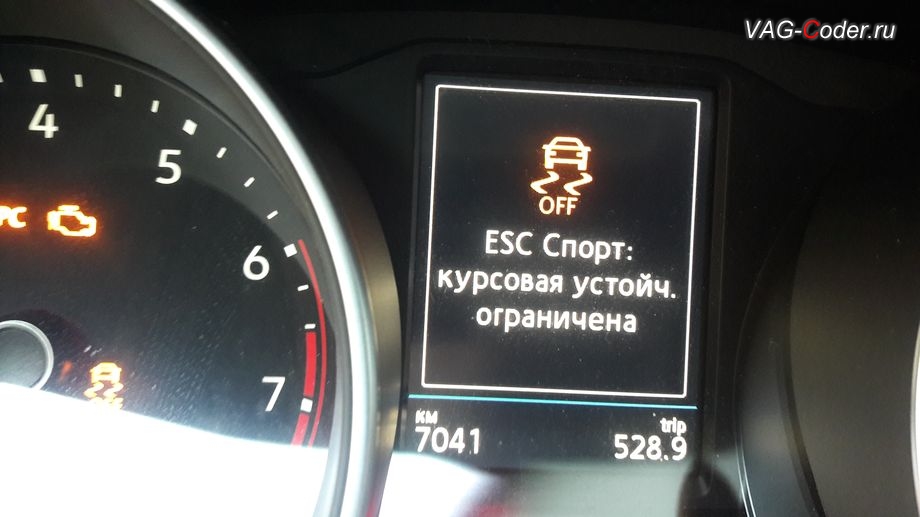 VAG-Coder.ru
4
5
6
7
OFF
ESC Спорт:
курсовая устойч.
ограничена
км
trip
7041
528.9